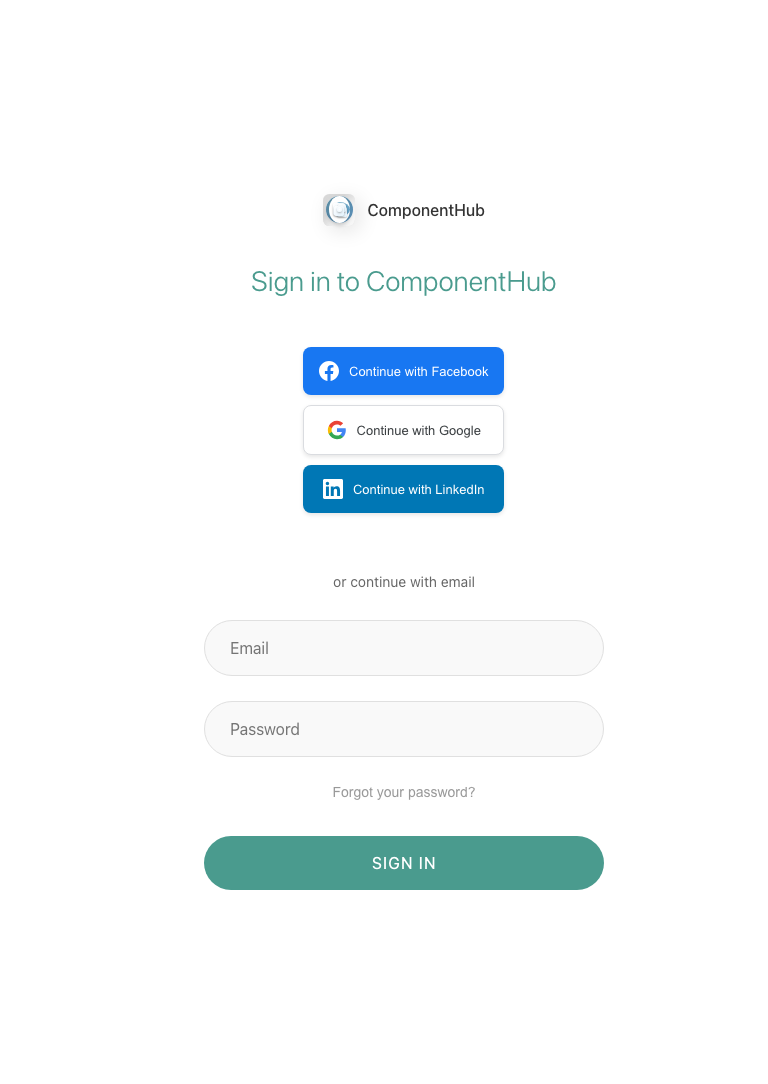 ComponentHub
Sign in to ComponentHub
Continue with Facebook
Continue with Google
Continue with LinkedIn
or continue with email
Email
Password
Forgot your password?
SIGN IN